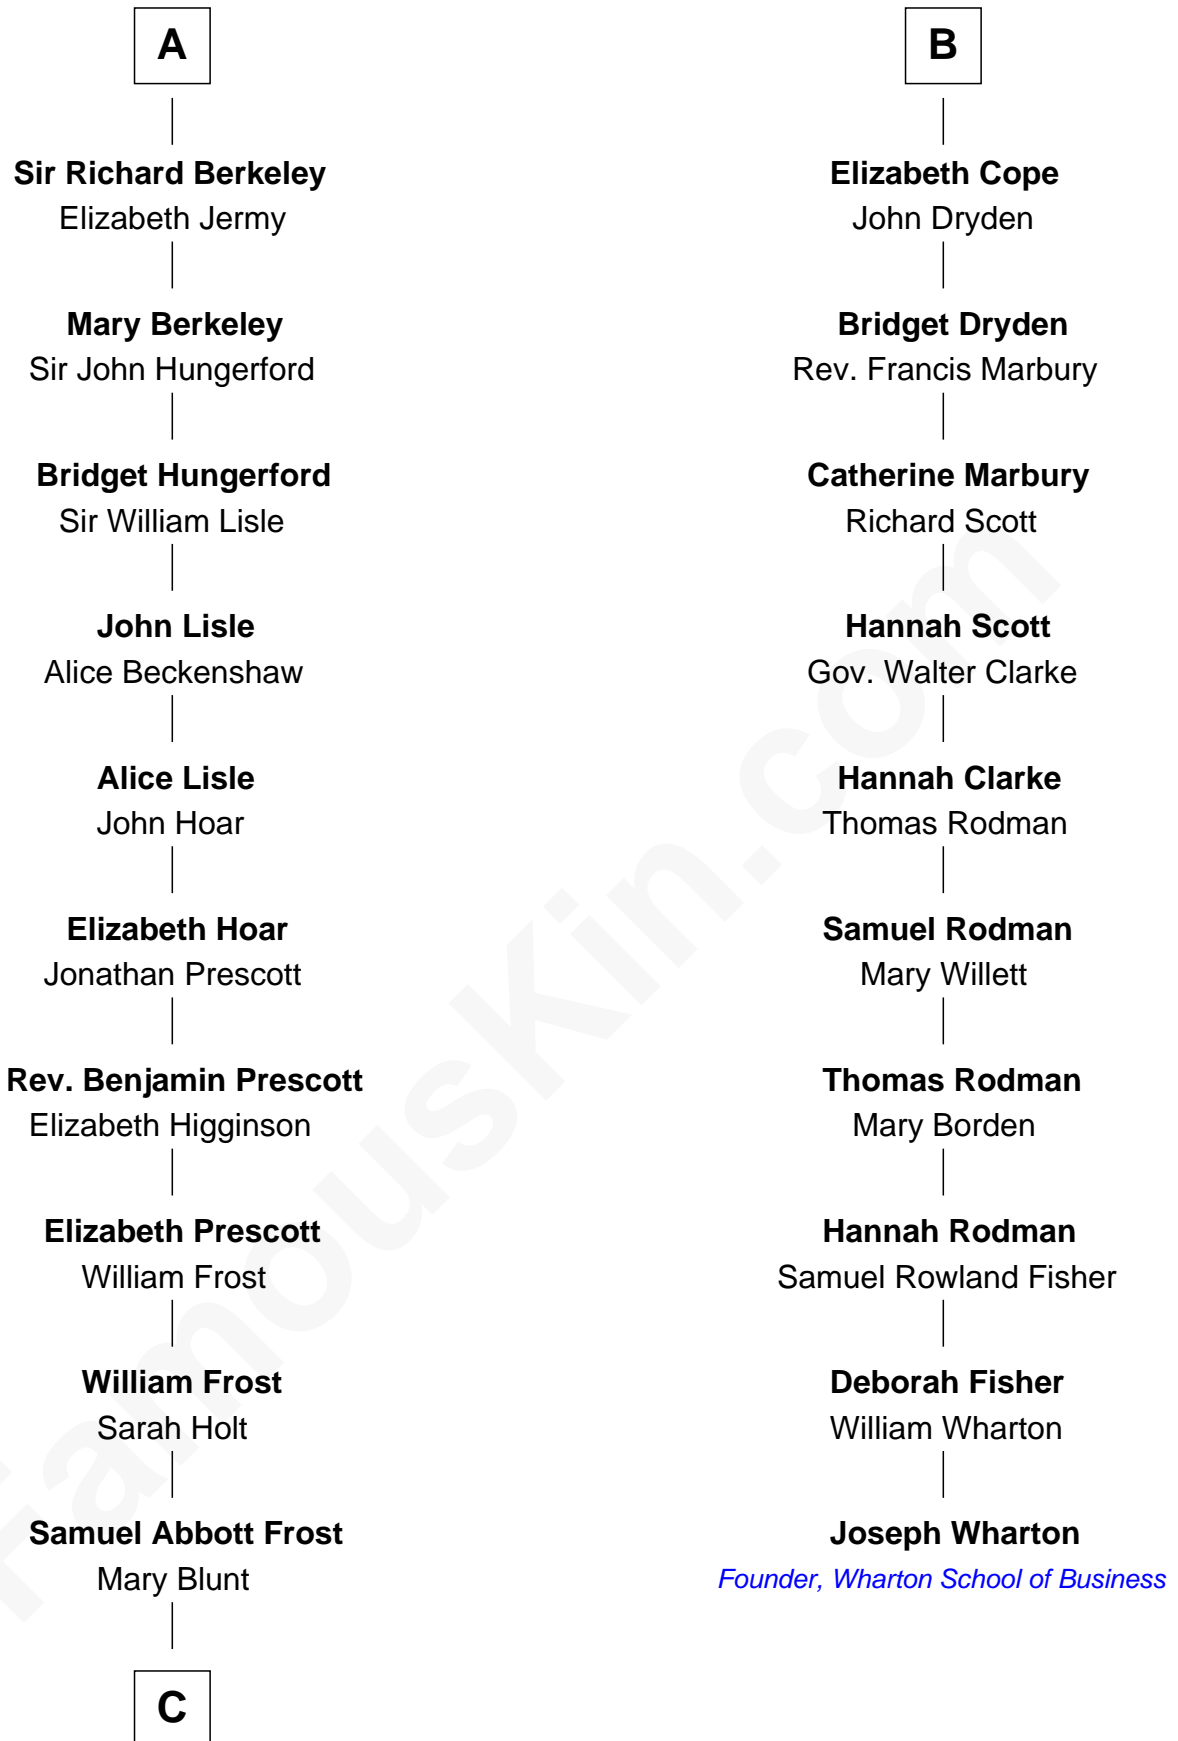 A
Sir Richard Berkeley
Elizabeth Jermy
Mary Berkeley
Sir John Hungerford
Bridget Hungerford
Sir William Lisle
John Lisle
Alice Beckenshaw
Alice Lisle
John Hoar
Elizabeth Hoar
Jonathan Prescott
Rev. Benjamin Prescott
Elizabeth Higginson
Elizabeth Prescott
William Frost
William Frost
Sarah Holt
Samuel Abbott Frost
Mary Blunt
C
B
Elizabeth Cope
John Dryden
Bridget Dryden
Rev. Francis Marbury
Catherine Marbury
Richard Scott
Hannah Scott
Gov. Walter Clarke
Hannah Clarke
Thomas Rodman
Samuel Rodman
Mary Willett
Thomas Rodman
Mary Borden
Hannah Rodman
Samuel Rowland Fisher
Deborah Fisher
William Wharton
Joseph Wharton
Founder, Wharton School of Business
FamousKin.com